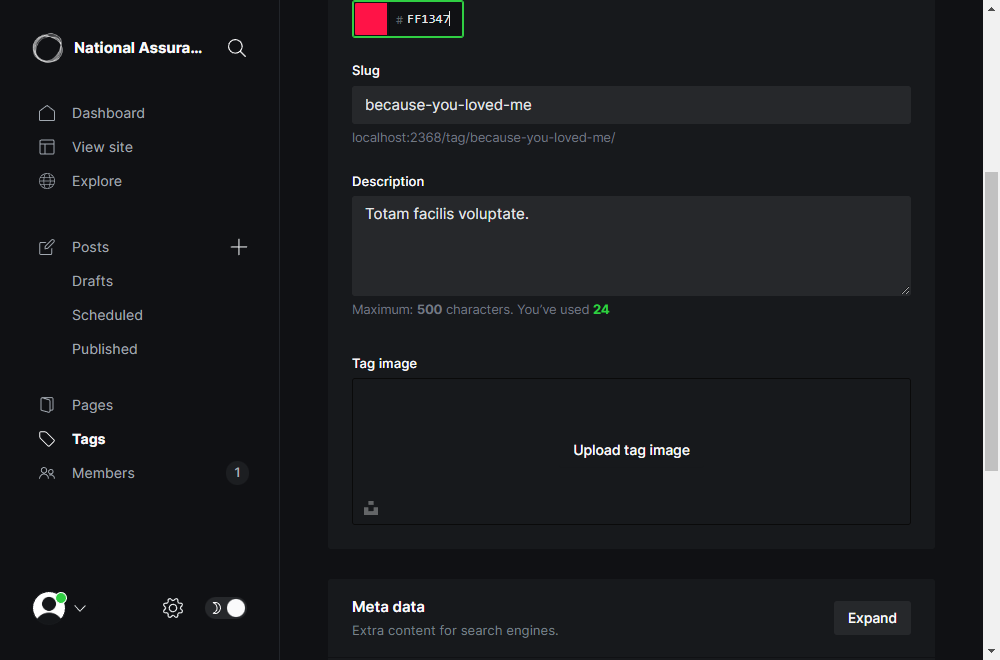 National Assura...
Dashboard
View site
Explore
Posts
Drafts
Scheduled
Published
Pages
Tags
Members
1
# FF1347
Slug
because-you-loved-me
localhost:2368/tag/because-you-loved-me/
Description
Totam facilis voluptate.
Maximum: 500 characters. You’ve used 24
Tag image
Upload tag image
Meta data
Extra content for search engines.
Expand